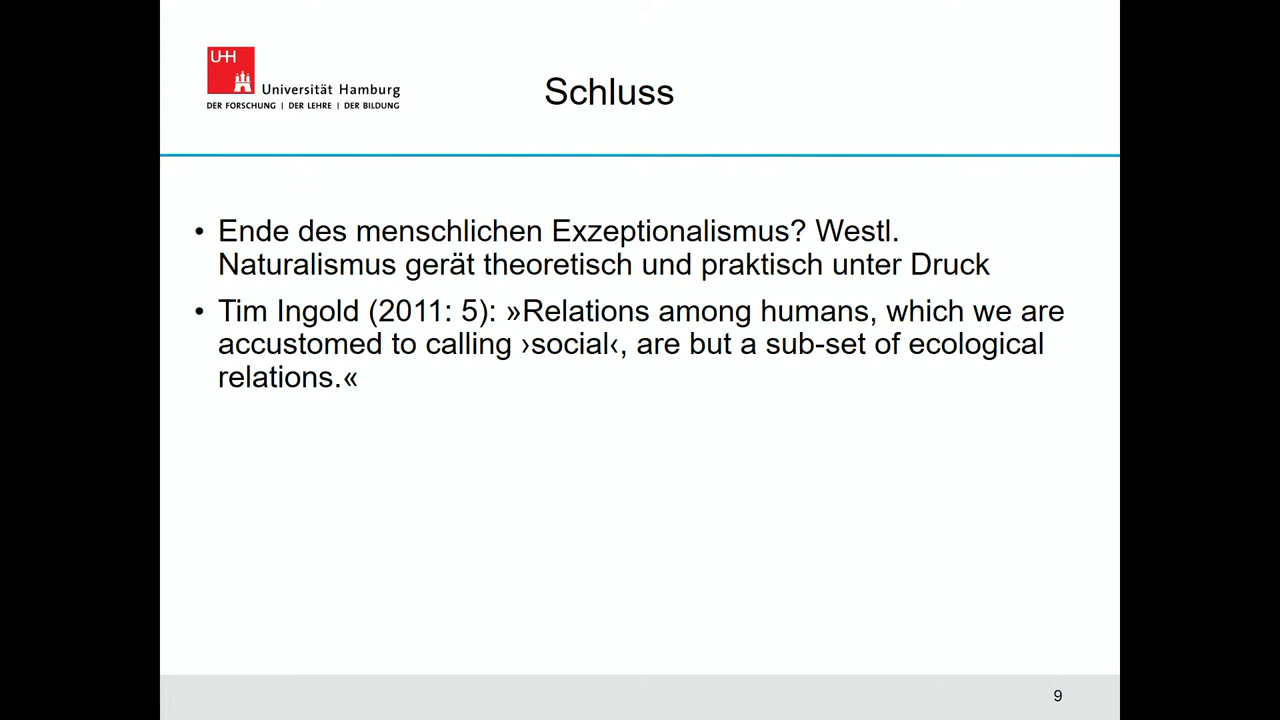 UHH
Universität Hamburg
DER FORSCHUNG | DER LEHRE | DER BILDUNG
Schluss
• Ende des menschlichen Exzeptionalismus? Westl.
Naturalismus gerät theoretisch und praktisch unter Druck
• Tim Ingold (2011: 5): »Relations among humans, which we are
accustomed to calling ›social‹, are but a sub-set of ecological
relations.«
9